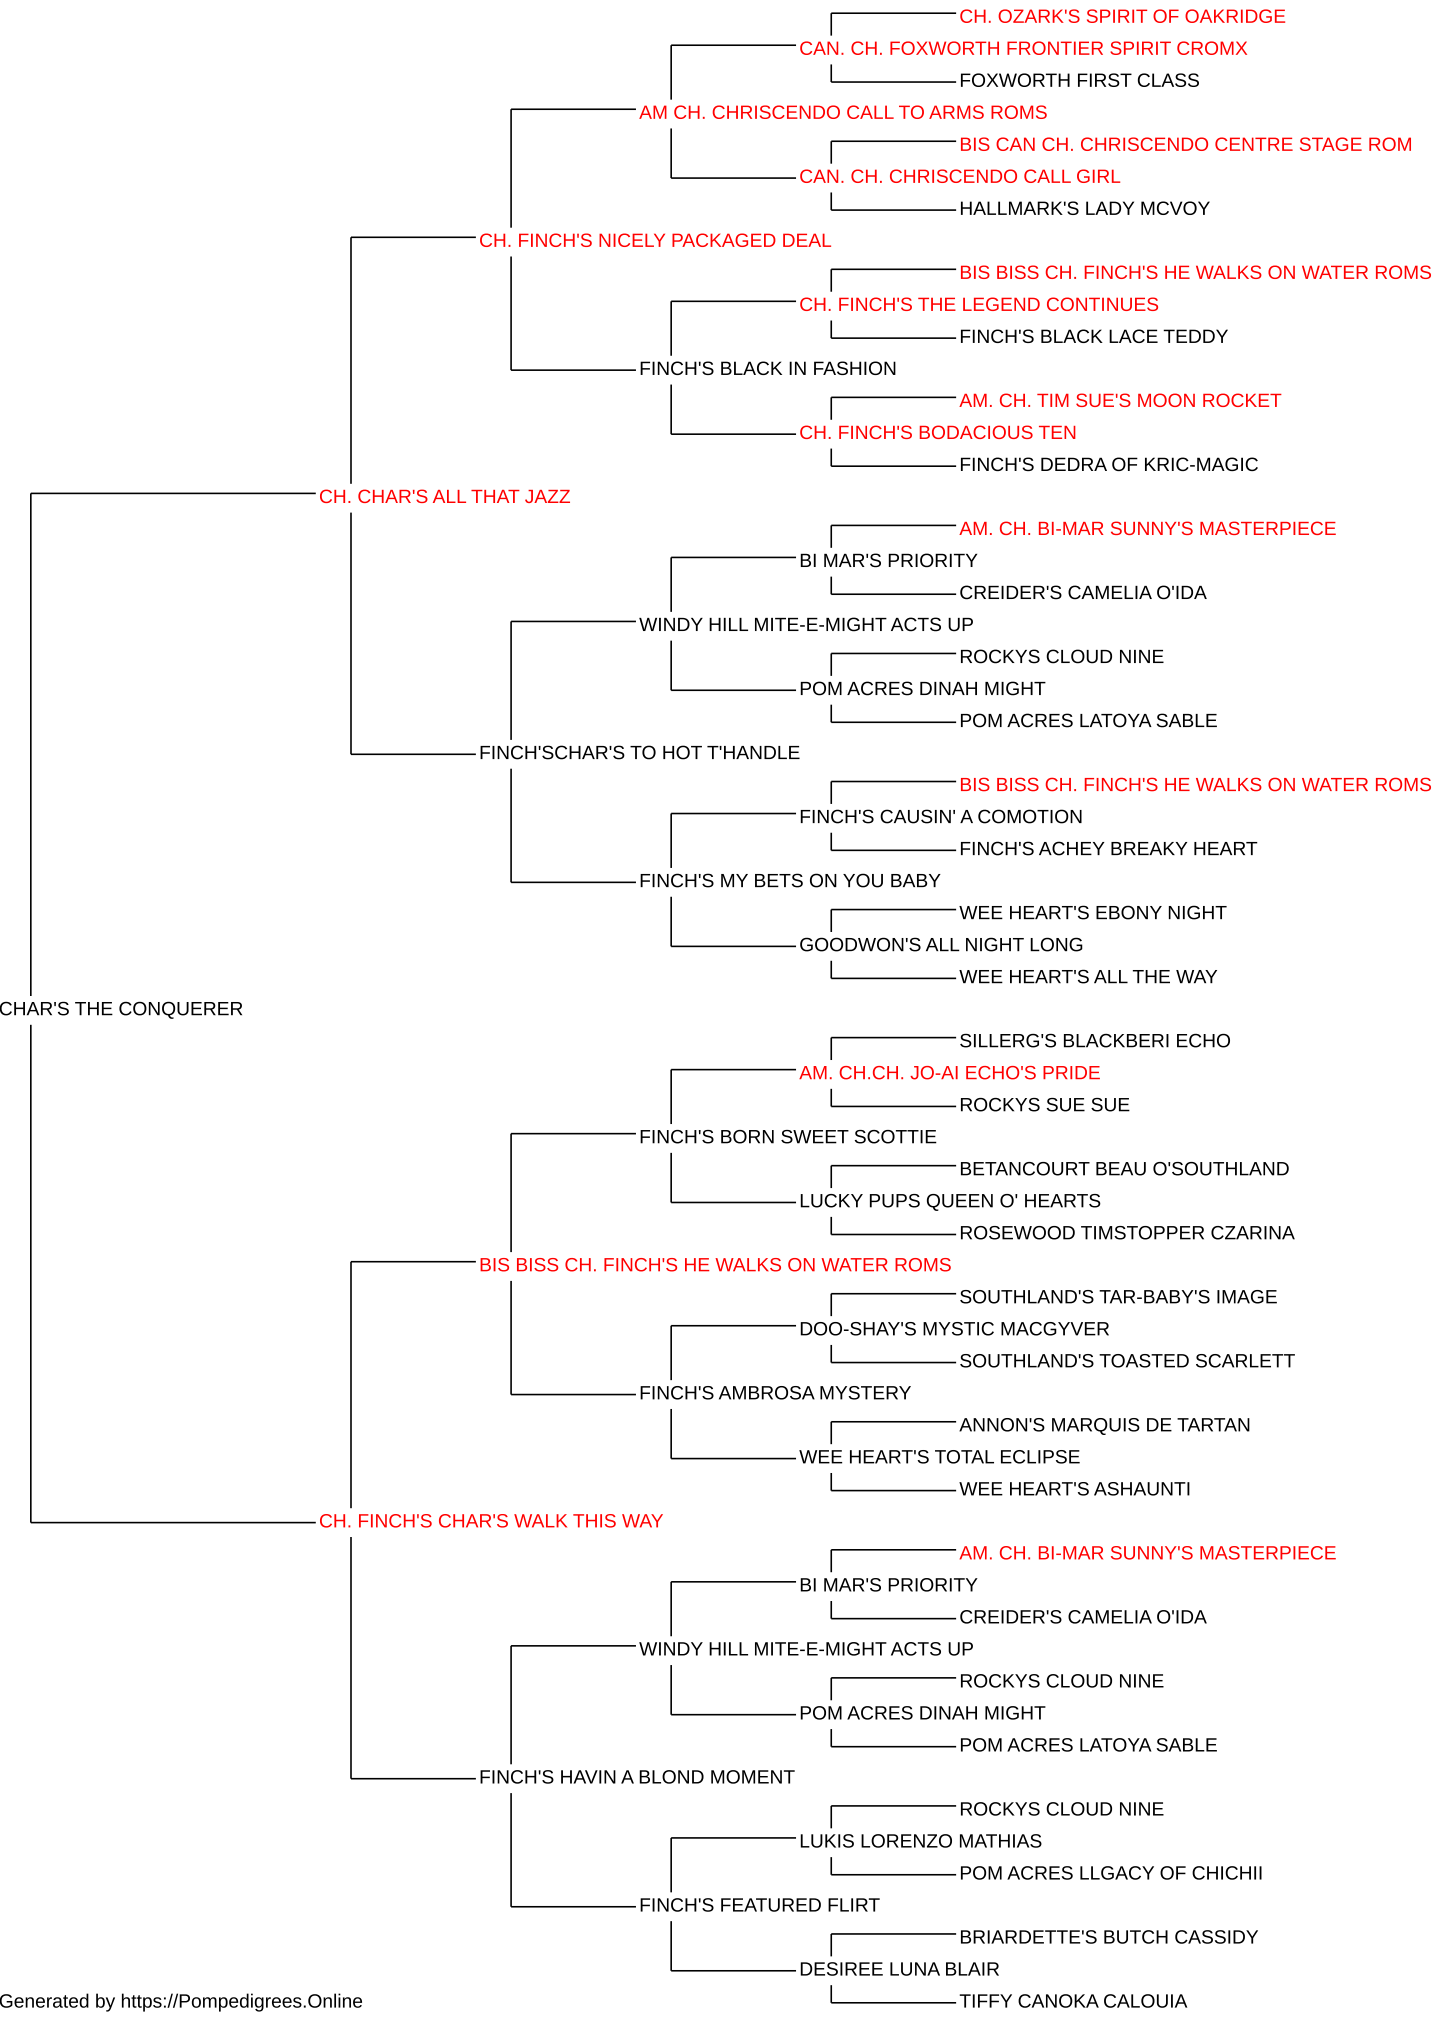 CH. OZARK'S SPIRIT OF OAKRIDGE
CAN. CH. FOXWORTH FRONTIER SPIRIT CROMX
FOXWORTH FIRST CLASS
AM CH. CHRISCENDO CALL TO ARMS ROMS
BIS CAN CH. CHRISCENDO CENTRE STAGE ROM
CAN. CH. CHRISCENDO CALL GIRL
HALLMARK'S LADY MCVOY
CH. FINCH'S NICELY PACKAGED DEAL
BIS BISS CH. FINCH'S HE WALKS ON WATER ROMS
CH. FINCH'S THE LEGEND CONTINUES
FINCH'S BLACK LACE TEDDY
FINCH'S BLACK IN FASHION
AM. CH. TIM SUE'S MOON ROCKET
CH. FINCH'S BODACIOUS TEN
FINCH'S DEDRA OF KRIC-MAGIC
CH. CHAR'S ALL THAT JAZZ
AM. CH. BI-MAR SUNNY'S MASTERPIECE
BI MAR'S PRIORITY
CREIDER'S CAMELIA O'IDA
WINDY HILL MITE-E-MIGHT ACTS UP
ROCKYS CLOUD NINE
POM ACRES DINAH MIGHT
POM ACRES LATOYA SABLE
FINCH'SCHAR'S TO HOT T'HANDLE
BIS BISS CH. FINCH'S HE WALKS ON WATER ROMS
FINCH'S CAUSIN' A COMOTION
FINCH'S ACHEY BREAKY HEART
FINCH'S MY BETS ON YOU BABY
WEE HEART'S EBONY NIGHT
GOODWON'S ALL NIGHT LONG
WEE HEART'S ALL THE WAY
CHAR'S THE CONQUERER
SILLERG'S BLACKBERI ECHO
AM. CH.CH. JO-AI ECHO'S PRIDE
ROCKYS SUE SUE
FINCH'S BORN SWEET SCOTTIE
BETANCOURT BEAU O'SOUTHLAND
LUCKY PUPS QUEEN O' HEARTS
ROSEWOOD TIMSTOPPER CZARINA
BIS BISS CH. FINCH'S HE WALKS ON WATER ROMS
SOUTHLAND'S TAR-BABY'S IMAGE
DOO-SHAY'S MYSTIC MACGYVER
SOUTHLAND'S TOASTED SCARLETT
FINCH'S AMBROSA MYSTERY
ANNON'S MARQUIS DE TARTAN
WEE HEART'S TOTAL ECLIPSE
WEE HEART'S ASHAUNTI
CH. FINCH'S CHAR'S WALK THIS WAY
AM. CH. BI-MAR SUNNY'S MASTERPIECE
BI MAR'S PRIORITY
CREIDER'S CAMELIA O'IDA
WINDY HILL MITE-E-MIGHT ACTS UP
ROCKYS CLOUD NINE
POM ACRES DINAH MIGHT
POM ACRES LATOYA SABLE
FINCH'S HAVIN A BLOND MOMENT
ROCKYS CLOUD NINE
LUKIS LORENZO MATHIAS
POM ACRES LLGACY OF CHICHII
FINCH'S FEATURED FLIRT
BRIARDETTE'S BUTCH CASSIDY
DESIREE LUNA BLAIR
TIFFY CANOKA CALOUIA
Generated by https://Pompedigrees.Online